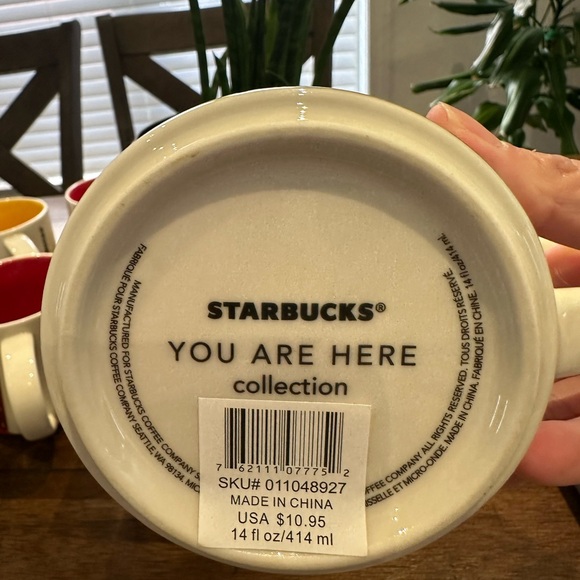 STARBUCKS®
YOU ARE HERE
collection
MANUFACTURED FOR STARBUCKS COFFEE COMPANY
FABRIQUÉ POUR STARBUCKS COFFEE COMPANY SEATTLE, WA 98134.
COFFEE COMPANY ALL RIGHTS RESERVED. TOUS DROITS RÉSERVÉ.
ET MICRO-ONDE. MADE IN CHINA. FABRIQUÉ EN CHINE. 14 fl oz/414 ml.
7 62111 07775 2
SKU# 011048927
MADE IN CHINA
USA $10.95
14 fl oz/414 ml